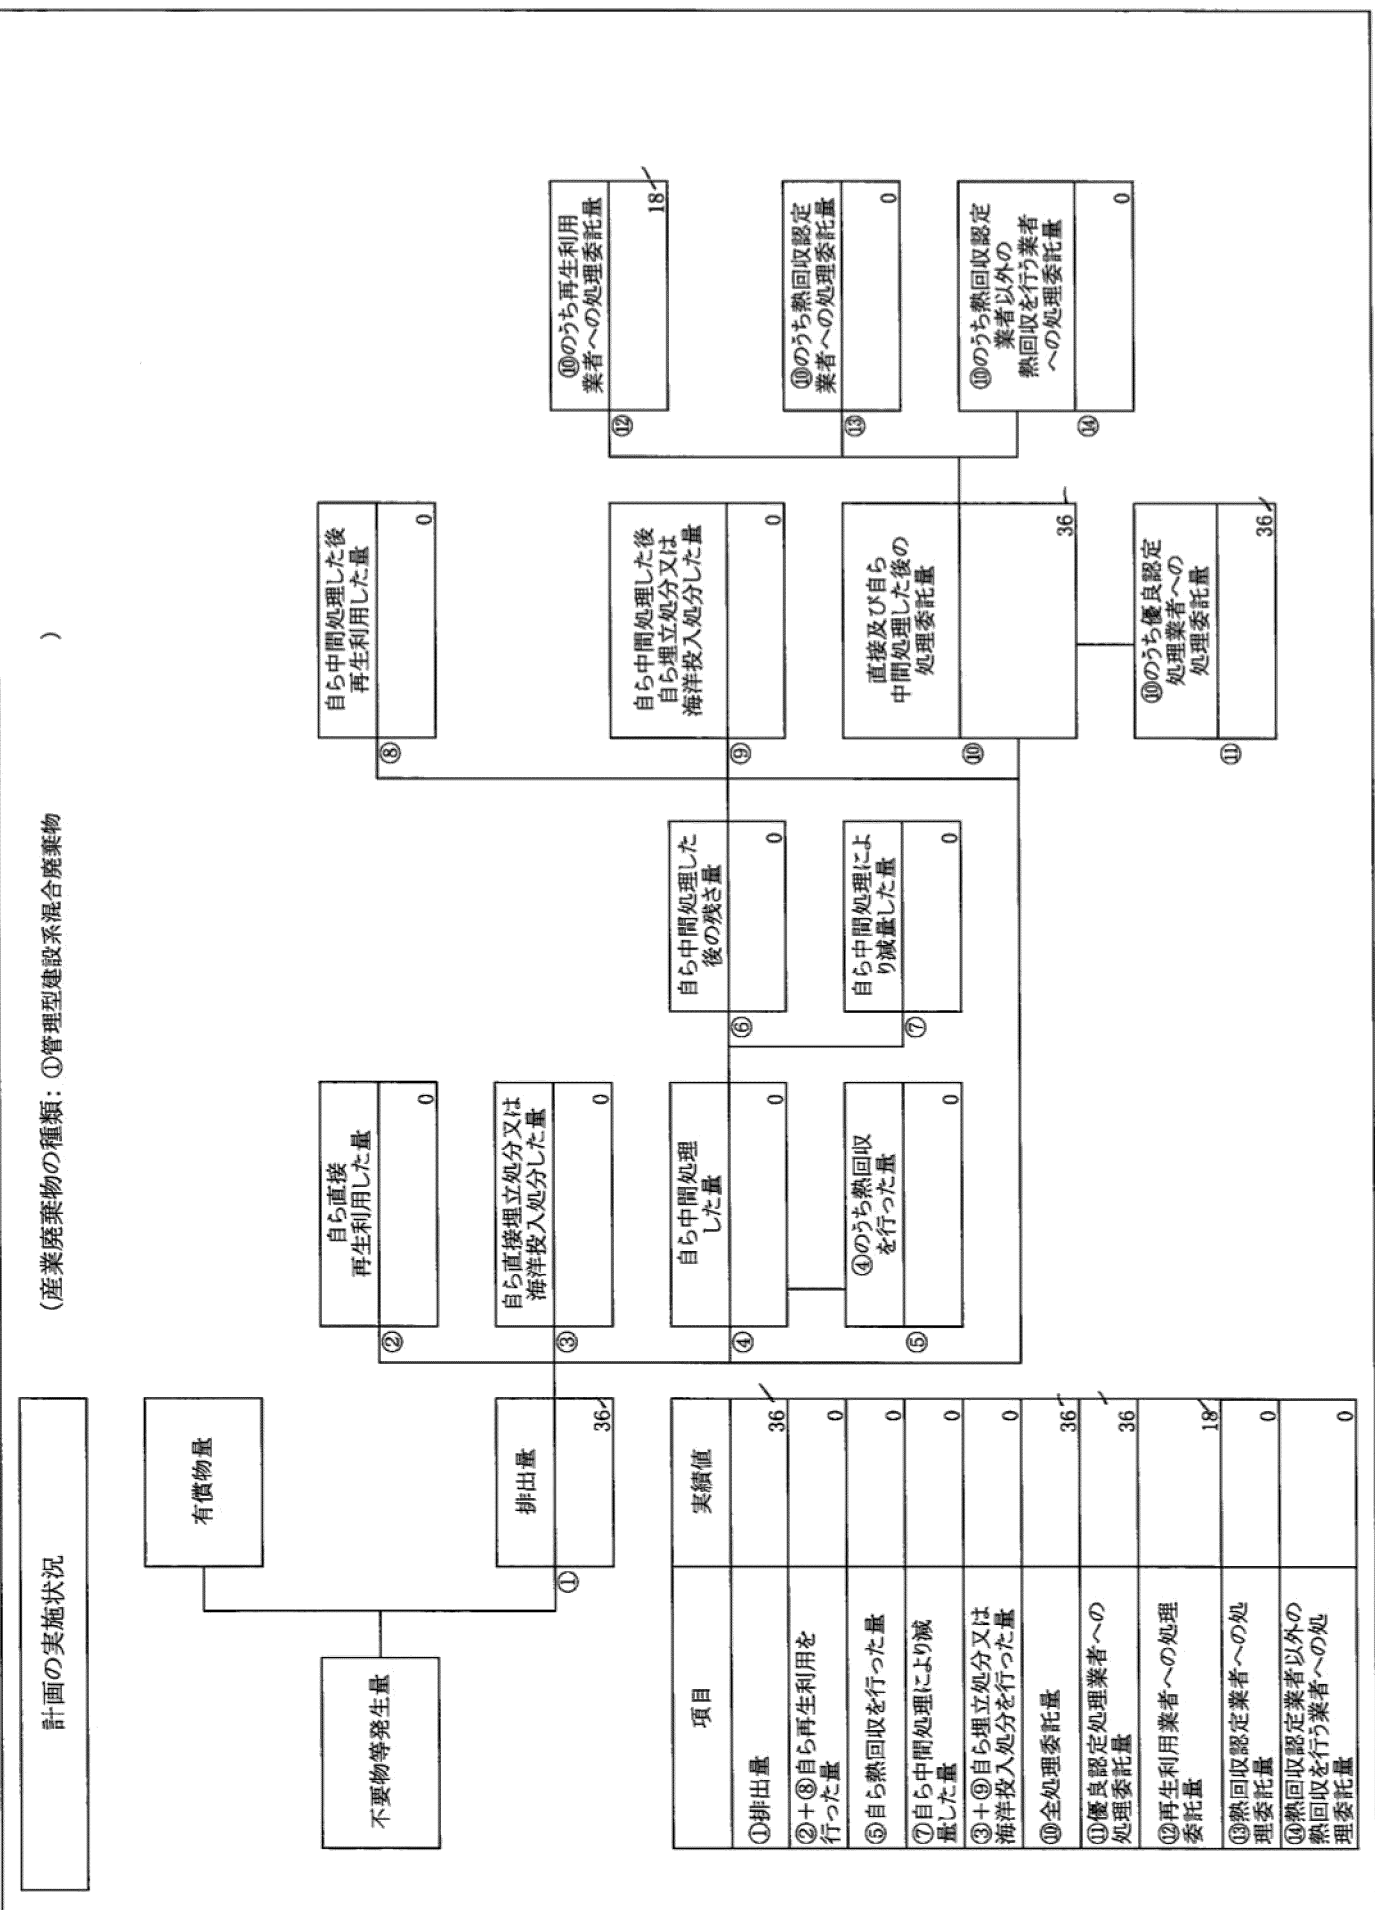 計画の実施状況
(産業廃棄物の種類:①管理型建設系混合廃棄物　　　　　)
不要物等発生量
有償物量
①
排出量
36
②
自ら直接
再生利用した量
0
③
自ら直接埋立処分又は
海洋投入処分した量
0
④
自ら中間処理
した量
0
⑤
④のうち熱回収
を行った量
0
⑥
自ら中間処理した
後の残さ量
0
⑦
自ら中間処理によ
り減量した量
0
⑧
自ら中間処理した後
再生利用した量
0
⑨
自ら中間処理した後
自ら埋立処分又は
海洋投入処分した量
0
⑩
直接及び自ら
中間処理した後の
処理委託量
36
⑪
⑩のうち優良認定
処理業者への
処理委託量
36
⑫
⑩のうち再生利用
業者への処理委託量
18
⑬
⑩のうち熱回収認定
業者への処理委託量
0
⑭
⑩のうち熱回収認定
業者以外の
熱回収を行う業者
への処理委託量
0
項目　実績値
①排出量　36
②+⑧自ら再生利用を
行った量　0
⑤自ら熱回収を行った量　0
⑦自ら中間処理により減
量した量　0
③+⑨自ら埋立処分又は
海洋投入処分を行った量　0
⑩全処理委託量　36
⑪優良認定処理業者への
処理委託量　36
⑫再生利用業者への処理
委託量　18
⑬熱回収認定業者への処
理委託量　0
⑭熱回収認定業者以外の
熱回収を行う業者への処
理委託量　0